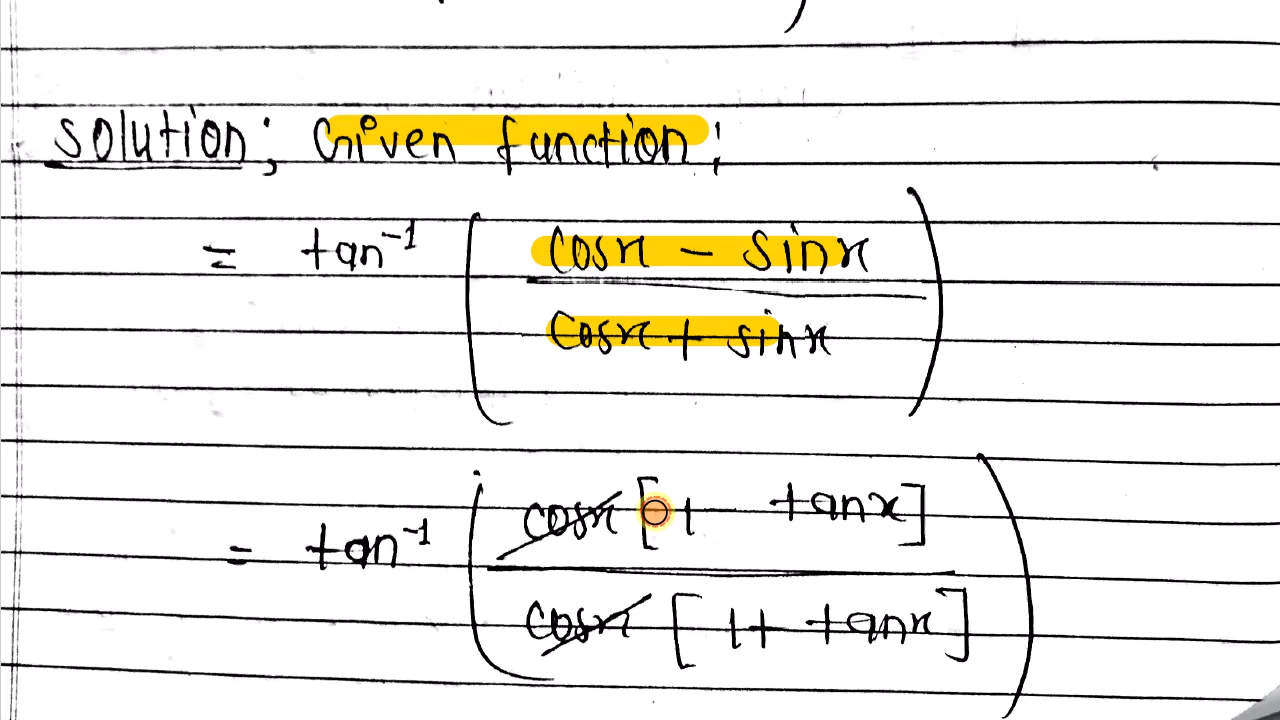 Solution; Given function;
= tan⁻¹ (
cosx - sinx
cosx + sinx
)
= tan⁻¹ (
cosx [1 - tanx]
cosx [1 + tanx]
)